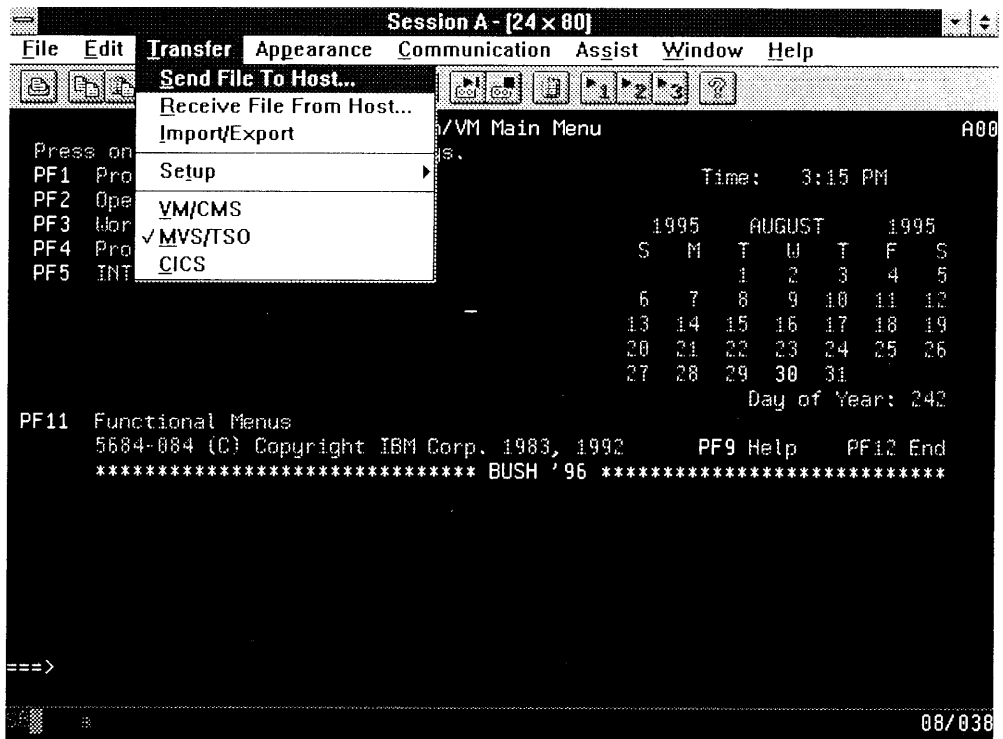 Session A - [24 x 80]
File Edit Transfer Appearance Communication Assist Window Help
Send File To Host...
Receive File From Host...
Import/Export
Setup
VM/CMS
✓MVS/TSO
CICS
1 2 3 ?
/VM Main Menu A00
Press on s.
PF1 Pro Time: 3:15 PM
PF2 Ope
PF3 Wor 1995 AUGUST 1995
PF4 Pro S M T W T F S
PF5 INT 1 2 3 4 5
6 7 8 9 10 11 12
13 14 15 16 17 18 19
20 21 22 23 24 25 26
27 28 29 30 31
Day of Year: 242
PF11 Functional Menus
5684-084 (C) Copyright IBM Corp. 1983, 1992 PF9 Help PF12 End
******************************* BUSH '96 ****************************
===>
a 08/038